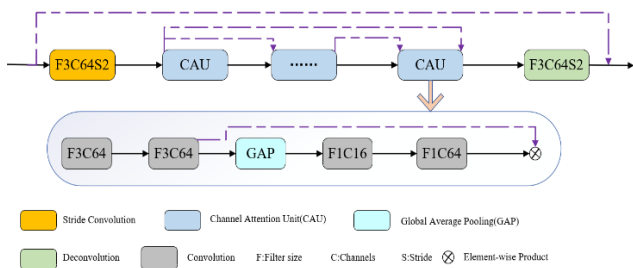 F3C64S2 CAU ...... CAU F3C64S2
F3C64 F3C64 GAP F1C16 F1C64
Stride Convolution Channel Attention Unit(CAU) Global Average Pooling(GAP)
Deconvolution Convolution F:Filter size C:Channels S:Stride Element-wise Product